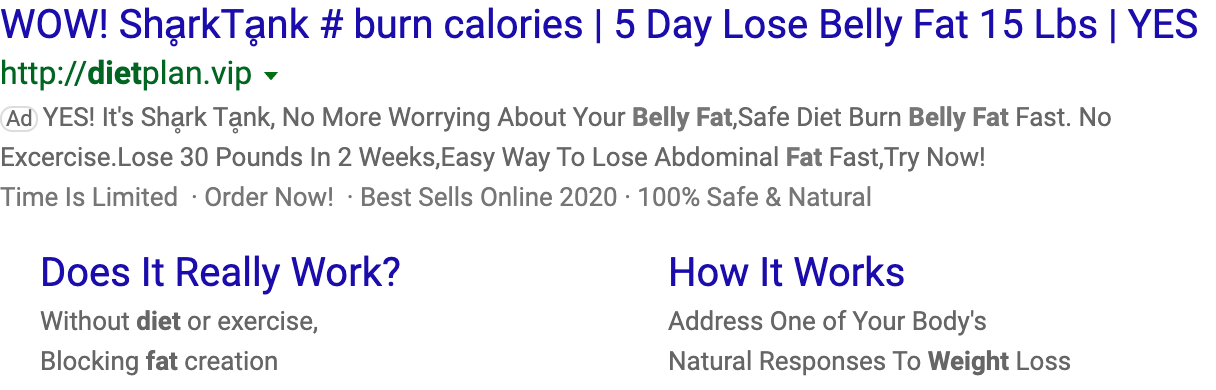 WOW! ShḁrkTḁnk # burn calories | 5 Day Lose Belly Fat 15 Lbs | YES
http://dietplan.vip
Ad YES! It's Shḁrk Tḁnk, No More Worrying About Your Belly Fat,Safe Diet Burn Belly Fat Fast. No
Excercise.Lose 30 Pounds In 2 Weeks,Easy Way To Lose Abdominal Fat Fast,Try Now!
Time Is Limited · Order Now! · Best Sells Online 2020 · 100% Safe & Natural
Does It Really Work?
Without diet or exercise,
Blocking fat creation
How It Works
Address One of Your Body's
Natural Responses To Weight Loss